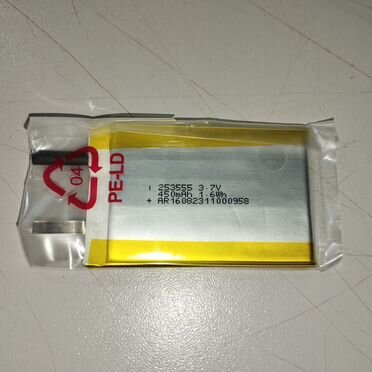 - 253555 3.7V
450mAh 1.6Wh
+ AR16082311000958
04
PE-LD